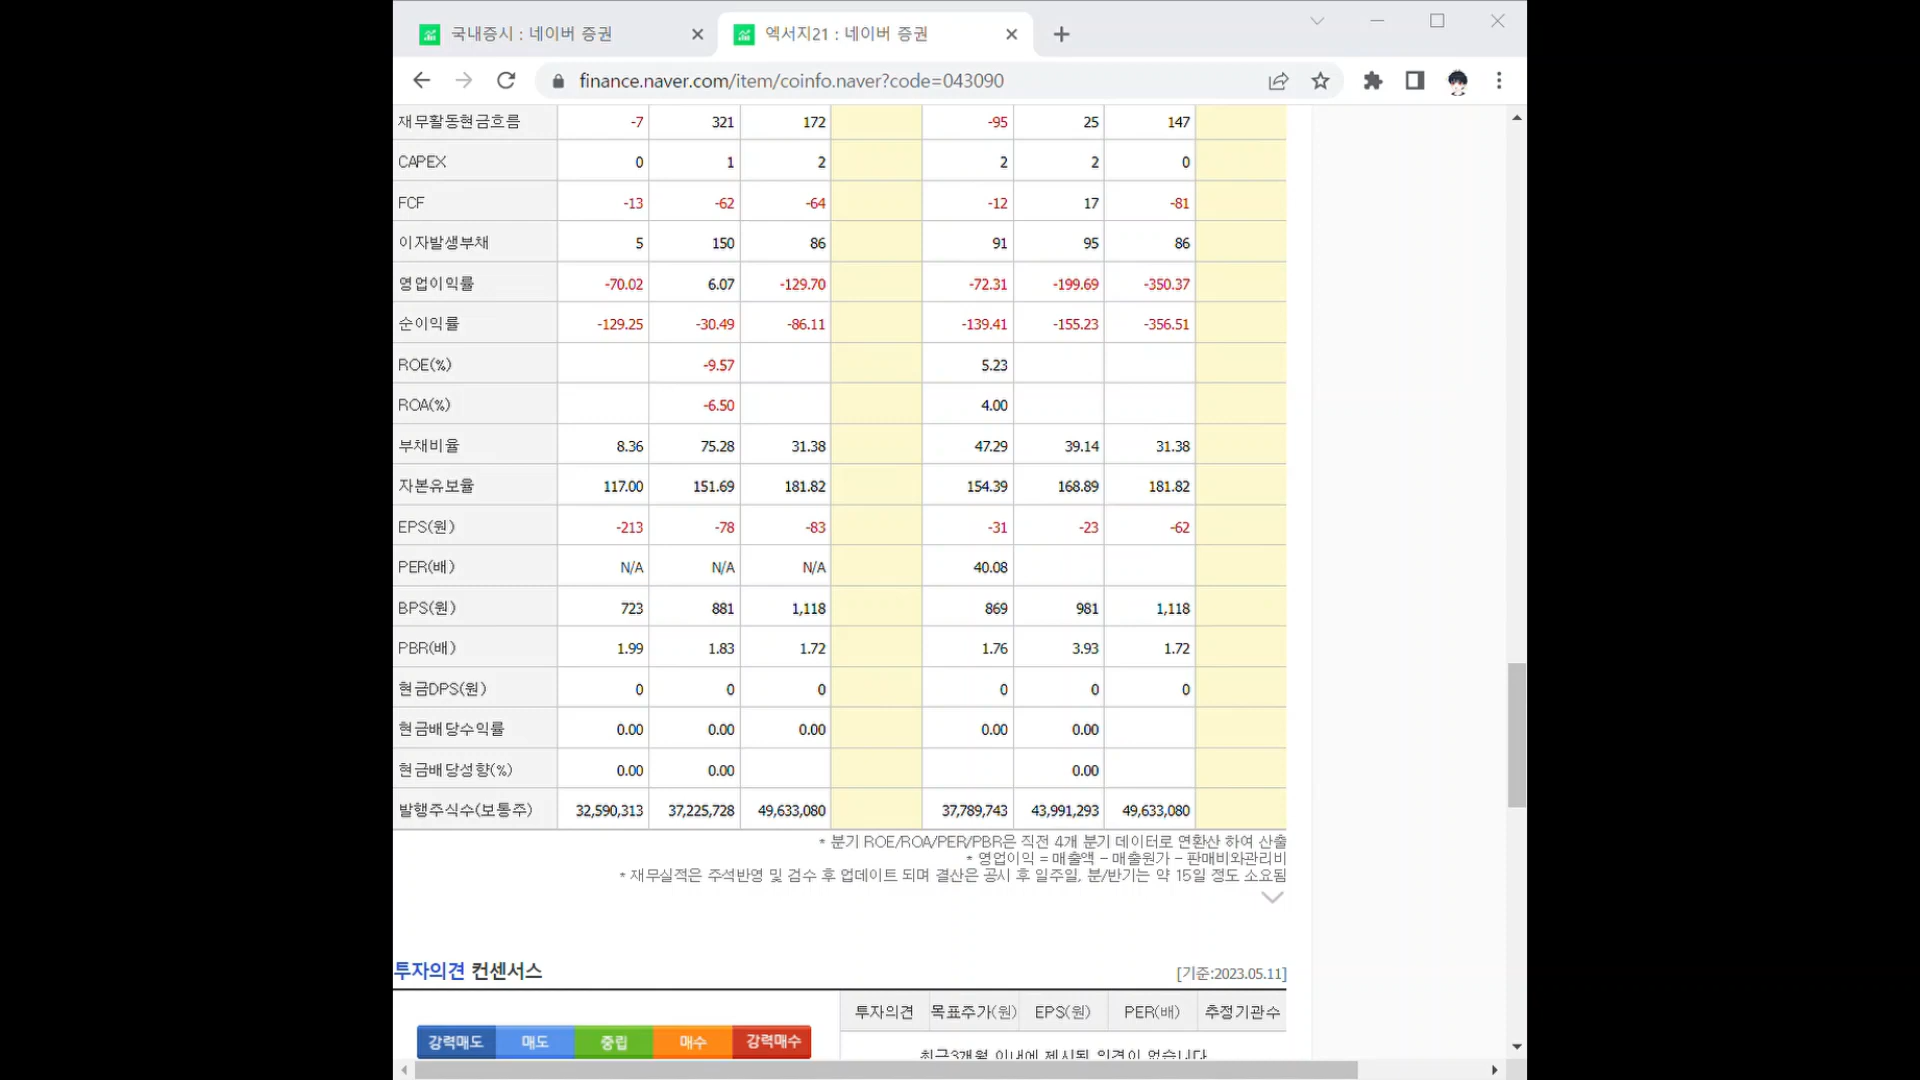 국내증시 : 네이버 증권
엑서지21 : 네이버 증권
finance.naver.com/item/coinfo.naver?code=043090
재무활동현금흐름 -7 321 172 -95 25 147
CAPEX 0 1 2 2 2 0
FCF -13 -62 -64 -12 17 -81
이자발생부채 5 150 86 91 95 86
영업이익률 -70.02 6.07 -129.70 -72.31 -199.69 -350.37
순이익률 -129.25 -30.49 -86.11 -139.41 -155.23 -356.51
ROE(%) -9.57 5.23
ROA(%) -6.50 4.00
부채비율 8.36 75.28 31.38 47.29 39.14 31.38
자본유보율 117.00 151.69 181.82 154.39 168.89 181.82
EPS(원) -213 -78 -83 -31 -23 -62
PER(배) N/A N/A N/A 40.08
BPS(원) 723 881 1,118 869 981 1,118
PBR(배) 1.99 1.83 1.72 1.76 3.93 1.72
현금DPS(원) 0 0 0 0 0 0
현금배당수익률 0.00 0.00 0.00 0.00 0.00
현금배당성향(%) 0.00 0.00 0.00
발행주식수(보통주) 32,590,313 37,225,728 49,633,080 37,789,743 43,991,293 49,633,080
* 분기 ROE/ROA/PER/PBR은 직전 4개 분기 데이터로 연환산 하여 산출
* 영업이익 = 매출액 - 매출원가 - 판매비와관리비
* 재무실적은 주석반영 및 검수 후 업데이트 되며 결산은 공시 후 일주일, 분/반기는 약 15일 정도 소요됨
투자의견 컨센서스 [기준:2023.05.11]
투자의견 목표주가(원) EPS(원) PER(배) 추정기관수
강력매도 매도 중립 매수 강력매수
최근3개월 이내에 제시된 의견이 없습니다